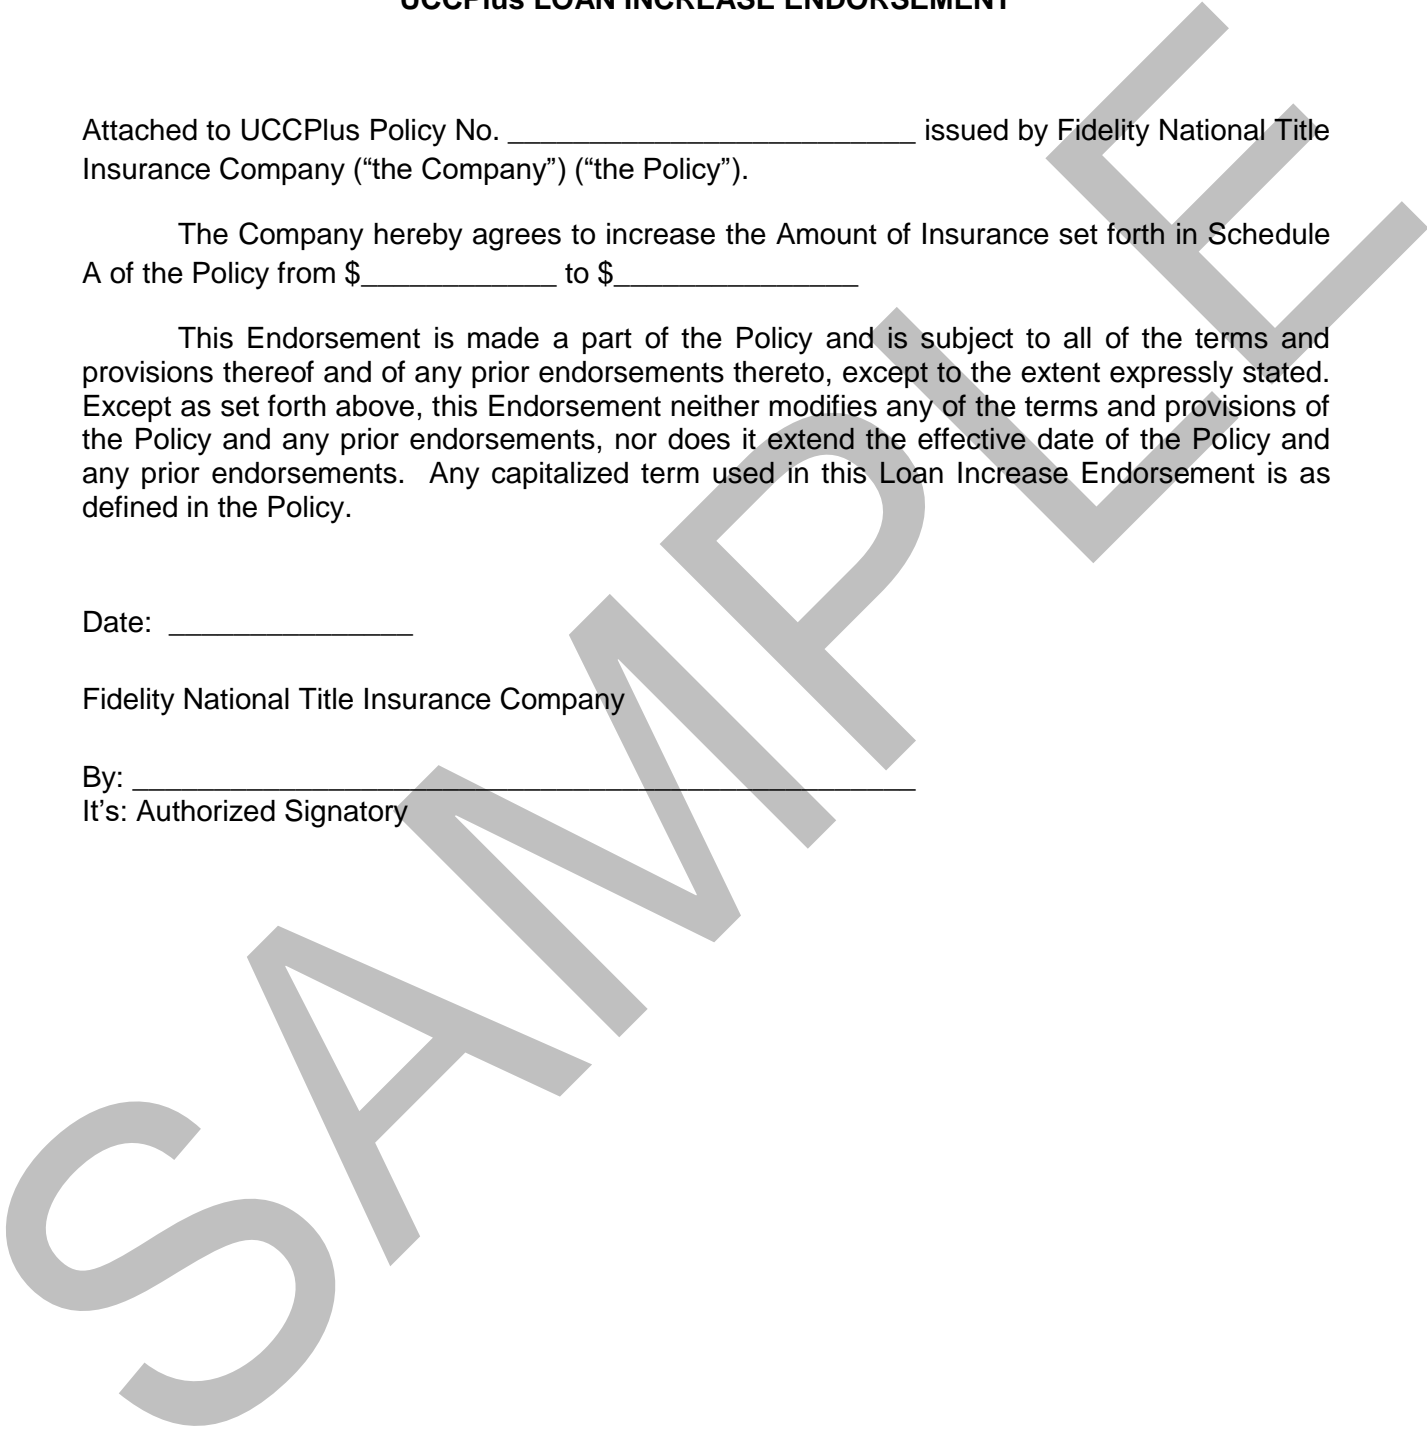 UCCPlus LOAN INCREASE ENDORSEMENT
Attached to UCCPlus Policy No. _________________________ issued by Fidelity National Title
Insurance Company (“the Company”) (“the Policy”).
The Company hereby agrees to increase the Amount of Insurance set forth in Schedule
A of the Policy from $____________ to $_______________
This Endorsement is made a part of the Policy and is subject to all of the terms and
provisions thereof and of any prior endorsements thereto, except to the extent expressly stated.
Except as set forth above, this Endorsement neither modifies any of the terms and provisions of
the Policy and any prior endorsements, nor does it extend the effective date of the Policy and
any prior endorsements.  Any capitalized term used in this Loan Increase Endorsement is as
defined in the Policy.
Date: _______________
Fidelity National Title Insurance Company
By: ________________________________________________
It’s: Authorized Signatory
SAMPLE